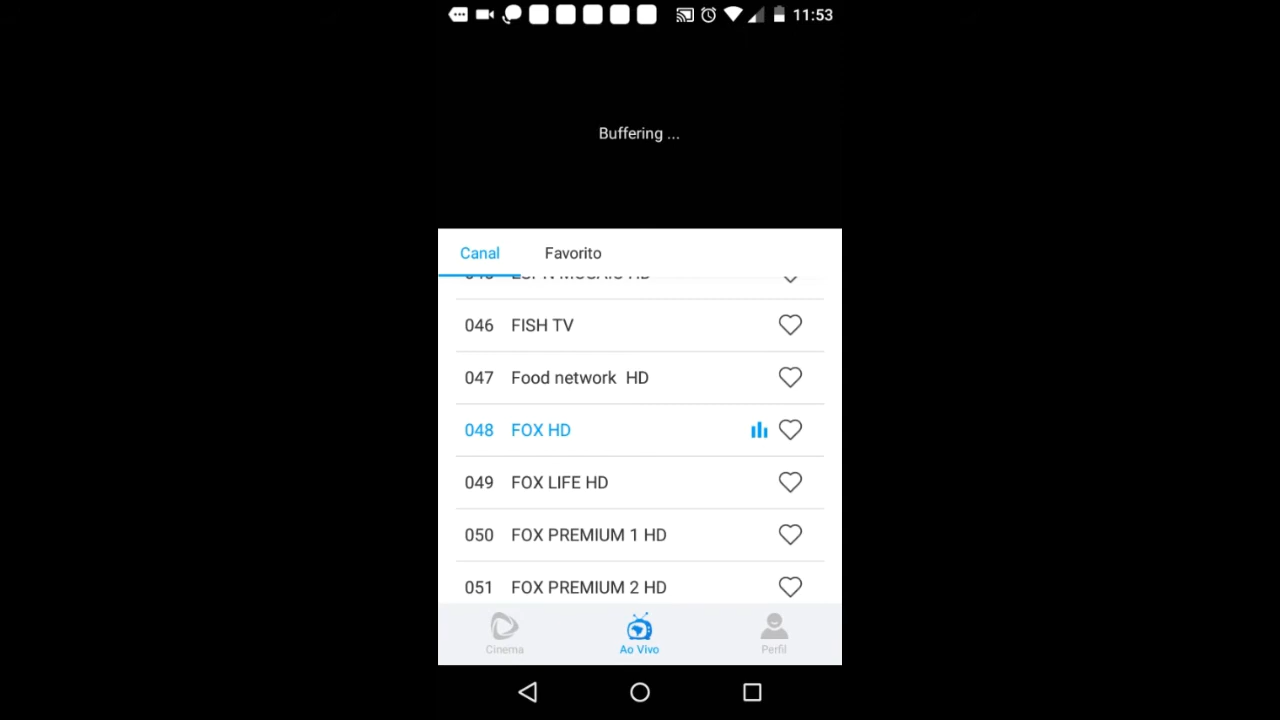 11:53
Buffering ...
Canal Favorito
046 FISH TV
047 Food network HD
048 FOX HD
049 FOX LIFE HD
050 FOX PREMIUM 1 HD
051 FOX PREMIUM 2 HD
Cinema Ao Vivo Perfil